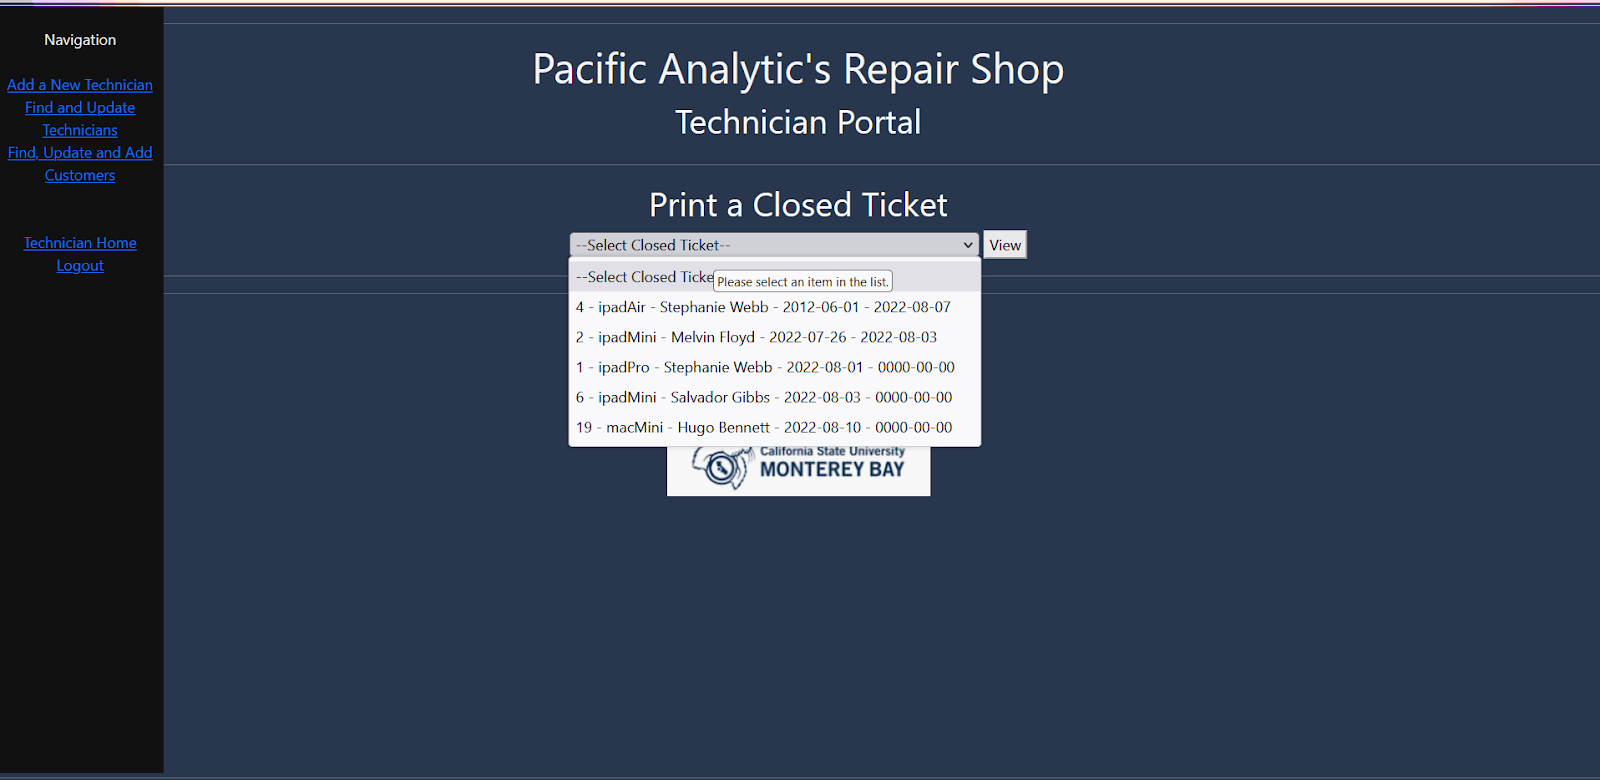 Navigation
Add a New Technician
Find and Update
Technicians
Find, Update and Add
Customers
Technician Home
Logout
Pacific Analytic's Repair Shop
Technician Portal
Print a Closed Ticket
--Select Closed Ticket-- View
--Select Closed Ticke
Please select an item in the list.
4 - ipadAir - Stephanie Webb - 2012-06-01 - 2022-08-07
2 - ipadMini - Melvin Floyd - 2022-07-26 - 2022-08-03
1 - ipadPro - Stephanie Webb - 2022-08-01 - 0000-00-00
6 - ipadMini - Salvador Gibbs - 2022-08-03 - 0000-00-00
19 - macMini - Hugo Bennett - 2022-08-10 - 0000-00-00
California State University
MONTEREY BAY